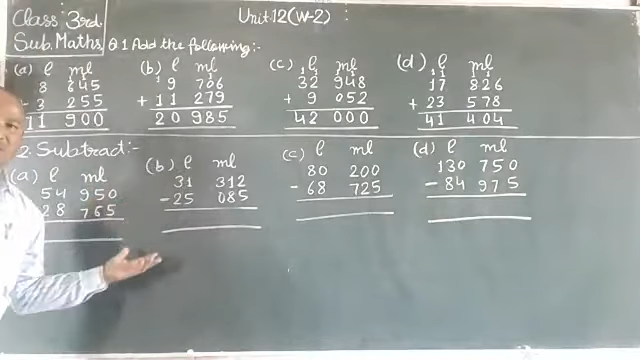 Class: 3rd.
Unit:12(W-2) :
Sub. Maths,
Q1 Add the following:-
(a) l ml
8 645
3 255
11 900
(b) l ml
9 706
+ 11 279
20 985
(c) l ml
32 948
+ 9 052
42 000
(d) l ml
17 826
+ 23 578
41 404
2. Subtract:-
(a) l ml
54 950
28 765
(b) l ml
31 312
- 25 085
(c) l ml
80 200
- 68 725
(d) l ml
130 750
- 84 975